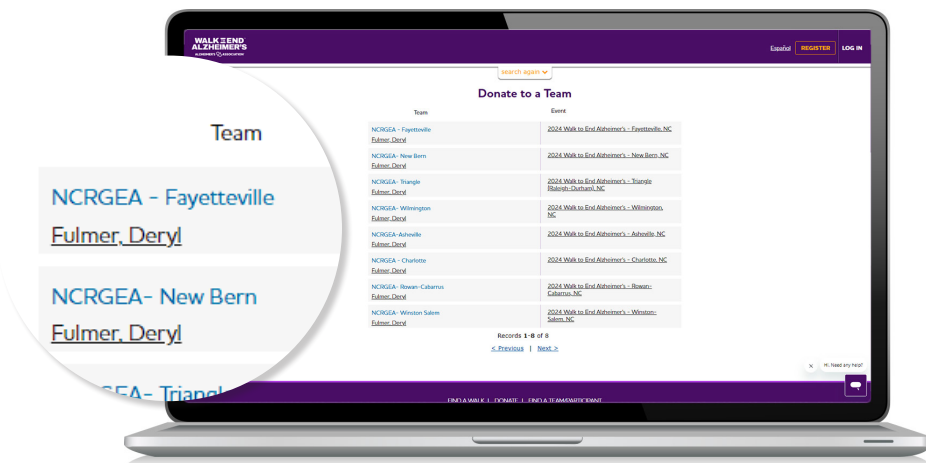 WALK END
ALZHEIMER'S
ALZHEIMER'S ASSOCIATION
Español REGISTER LOG IN
search again
Donate to a Team
Team Event
NCRGEA - Fayetteville 2024 Walk to End Alzheimer's - Fayetteville, NC
Fulmer, Deryl
NCRGEA- New Bern 2024 Walk to End Alzheimer's - New Bern, NC
Fulmer, Deryl
NCRGEA- Triangle 2024 Walk to End Alzheimer's - Triangle
Fulmer, Deryl (Raleigh-Durham), NC
NCRGEA- Wilmington 2024 Walk to End Alzheimer's - Wilmington,
Fulmer, Deryl NC
NCRGEA-Asheville 2024 Walk to End Alzheimer's - Asheville, NC
Fulmer, Deryl
NCRGEA - Charlotte 2024 Walk to End Alzheimer's - Charlotte, NC
Fulmer, Deryl
NCRGEA- Rowan-Cabarrus 2024 Walk to End Alzheimer's - Rowan-
Fulmer, Deryl Cabarrus, NC
NCRGEA- Winston Salem 2024 Walk to End Alzheimer's - Winston-
Fulmer, Deryl Salem, NC
Records 1-8 of 8
< Previous | Next >
× Hi. Need any help?
FIND A WALK | DONATE | FIND A TEAM/PARTICIPANT
Team
NCRGEA - Fayetteville
Fulmer, Deryl
NCRGEA- New Bern
Fulmer, Deryl